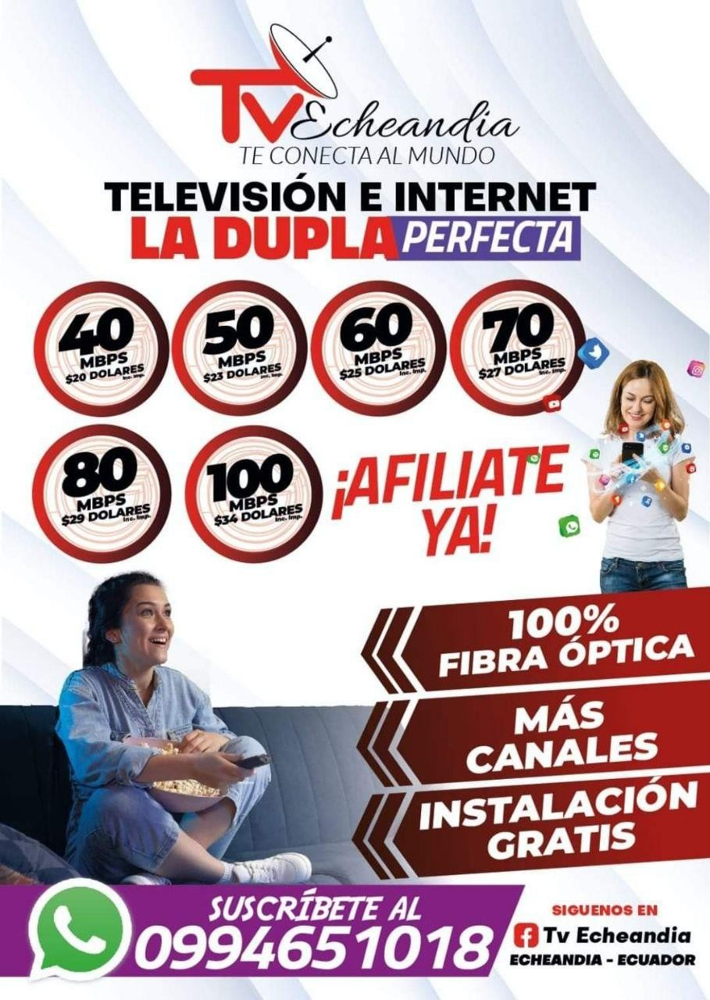 Tv Echeandia
TE CONECTA AL MUNDO
TELEVISIÓN E INTERNET
LA DUPLA PERFECTA
40
MBPS
$20 DOLARES
Inc. Imp.
50
MBPS
$23 DOLARES
Inc. Imp.
60
MBPS
$25 DOLARES
Inc. Imp.
70
MBPS
$27 DOLARES
Inc. Imp.
80
MBPS
$29 DOLARES
Inc. Imp.
100
MBPS
$34 DOLARES
Inc. Imp.
¡AFILIATE
YA!
100%
FIBRA ÓPTICA
MÁS
CANALES
INSTALACIÓN
GRATIS
SUSCRÍBETE AL
0994651018
SIGUENOS EN
Tv Echeandia
ECHEANDIA - ECUADOR